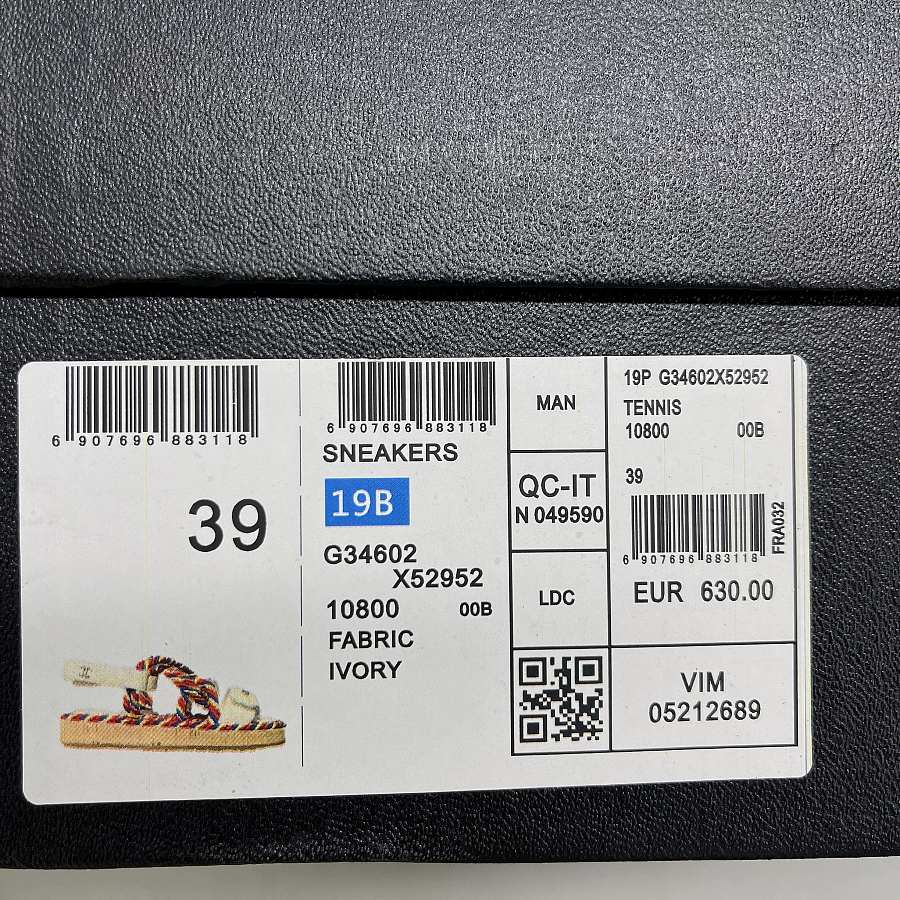 6 907696 883118
39
6 907696 883118
SNEAKERS
19B
G34602
X52952
10800 00B
FABRIC
IVORY
MAN
QC-IT
N 049590
LDC
19P G34602X52952
TENNIS
10800 00B
39
6 907696 883118
FRA032
EUR 630.00
VIM
05212689